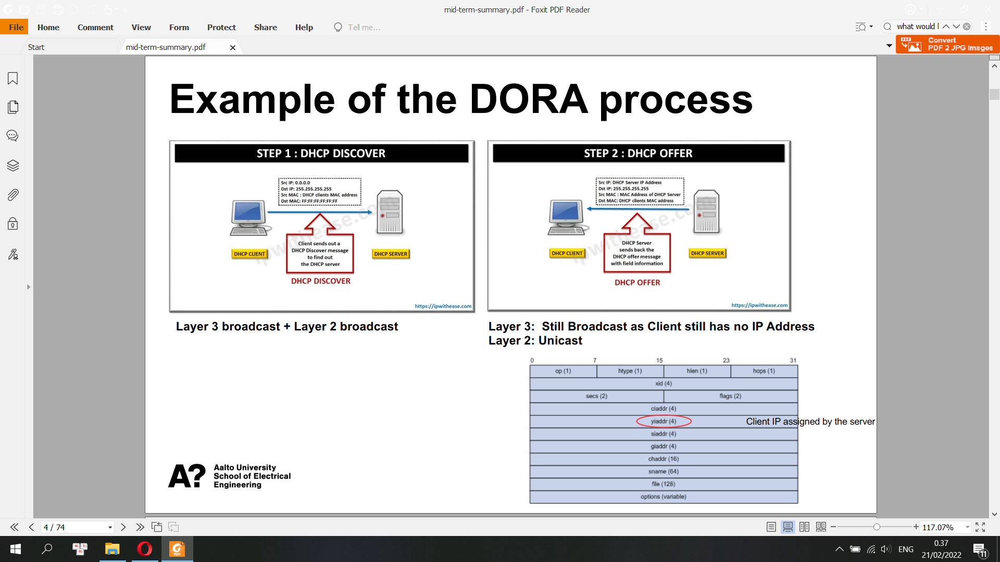 mid-term-summary.pdf - Foxit PDF Reader
File Home Comment View Form Protect Share Help Tell me...
what would I
Start
mid-term-summary.pdf
Convert
PDF 2 JPG Images
Example of the DORA process
STEP 1 : DHCP DISCOVER
Src IP: 0.0.0.0
Dst IP: 255.255.255.255
Src MAC : DHCP clients MAC address
Dst MAC: FF:FF:FF:FF:FF:FF
ipwithease.com
Client sends out a
DHCP Discover message
to find out
the DHCP server
DHCP CLIENT
DHCP SERVER
DHCP DISCOVER
https://ipwithease.com
STEP 2 : DHCP OFFER
Src IP: DHCP Server IP Address
Dst IP: 255.255.255.255
Src MAC : MAC Address of DHCP Server
Dst MAC: DHCP clients MAC address
ipwithease.com
DHCP Server
sends back the
DHCP offer message
with field information
DHCP CLIENT
DHCP SERVER
DHCP OFFER
https://ipwithease.com
Layer 3 broadcast + Layer 2 broadcast
Layer 3: Still Broadcast as Client still has no IP Address
Layer 2: Unicast
0 7 15 23 31
op (1) htype (1) hlen (1) hops (1)
xid (4)
secs (2) flags (2)
ciaddr (4)
yiaddr (4) Client IP assigned by the server
siaddr (4)
giaddr (4)
chaddr (16)
sname (64)
file (128)
options (variable)
A?
Aalto University
School of Electrical
Engineering
4 / 74
117.07%
ENG
0.37
21/02/2022
11